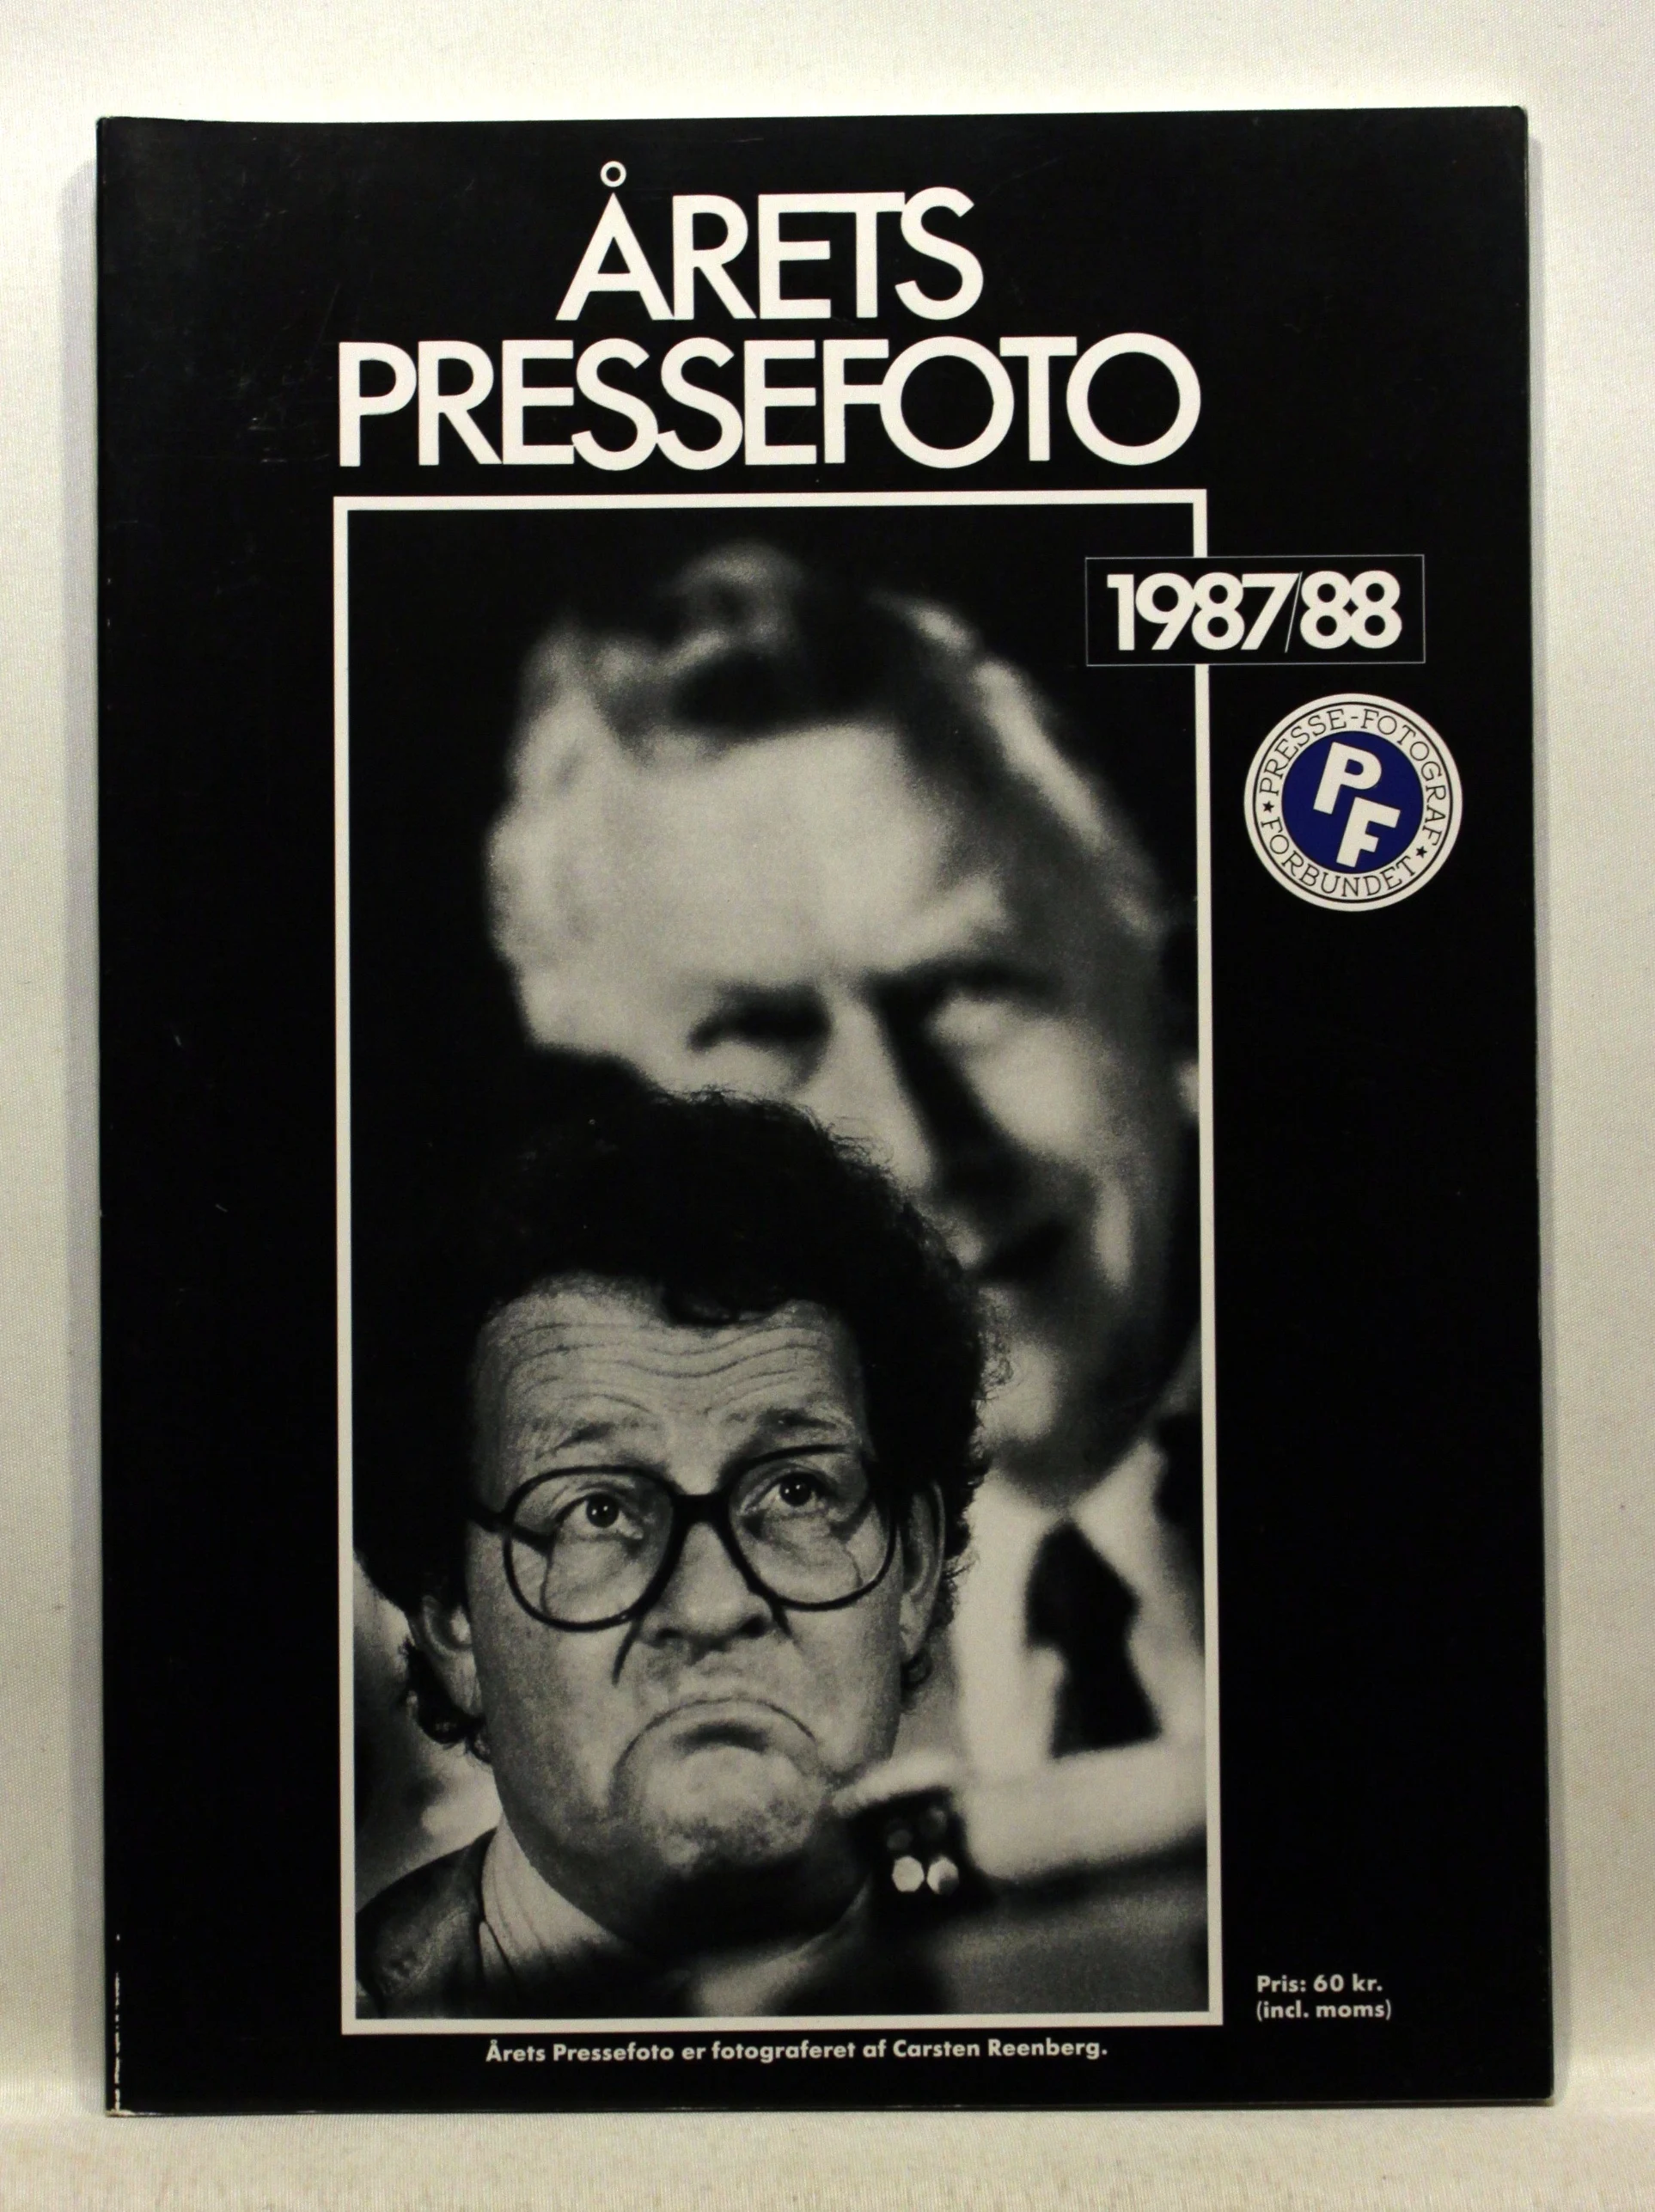 ÅRETS
PRESSEFOTO
1987/88
PRESSE-FOTOGRAF
FORBUNDET
PF
Pris: 60 kr.
(incl. moms)
Årets Pressefoto er fotograferet af Carsten Reenberg.